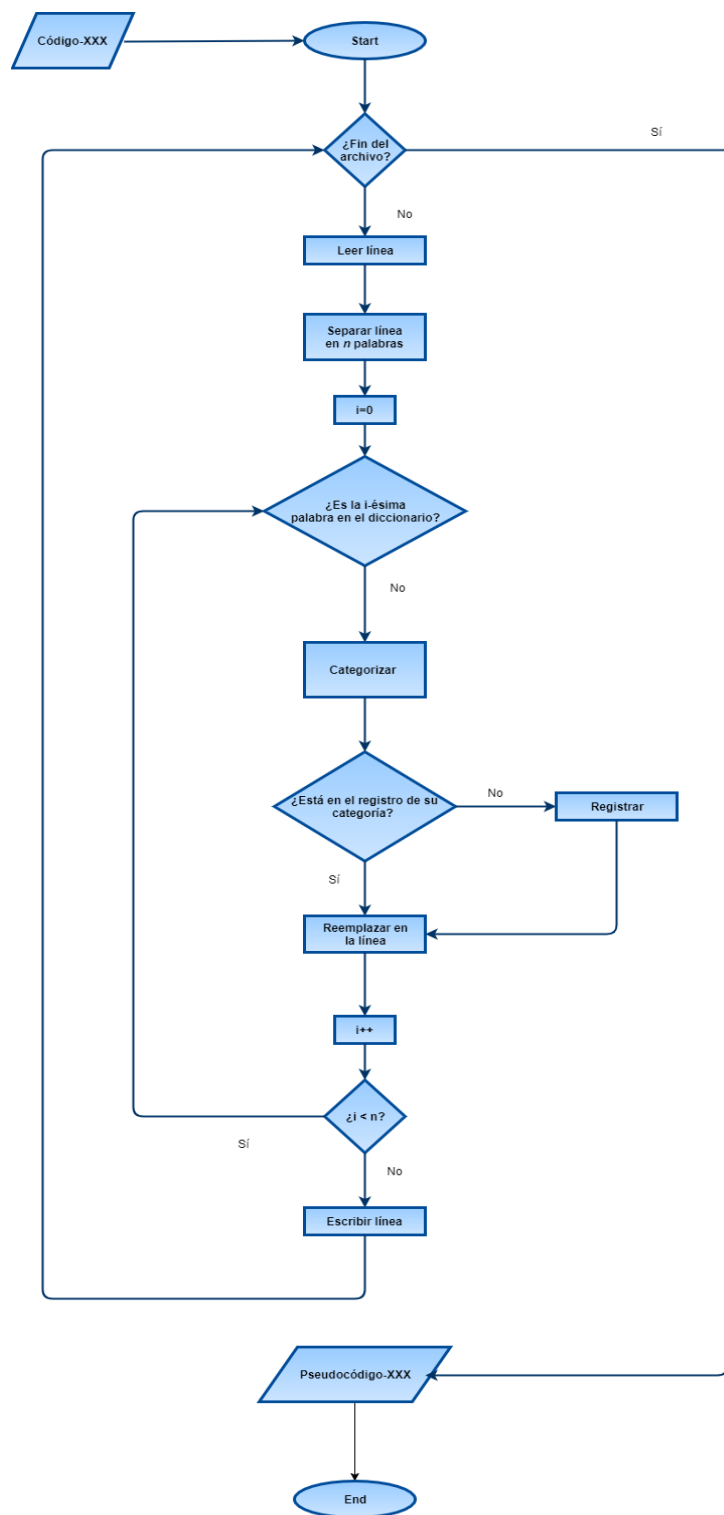 Código-XXX
Start
¿Fin del
archivo?
Sí
No
Leer línea
Separar línea
en n palabras
i=0
¿Es la i-ésima
palabra en el diccionario?
No
Categorizar
¿Está en el registro de su
categoría?
No
Registrar
Sí
Reemplazar en
la línea
i++
¿i < n?
Sí
No
Escribir línea
Pseudocódigo-XXX
End